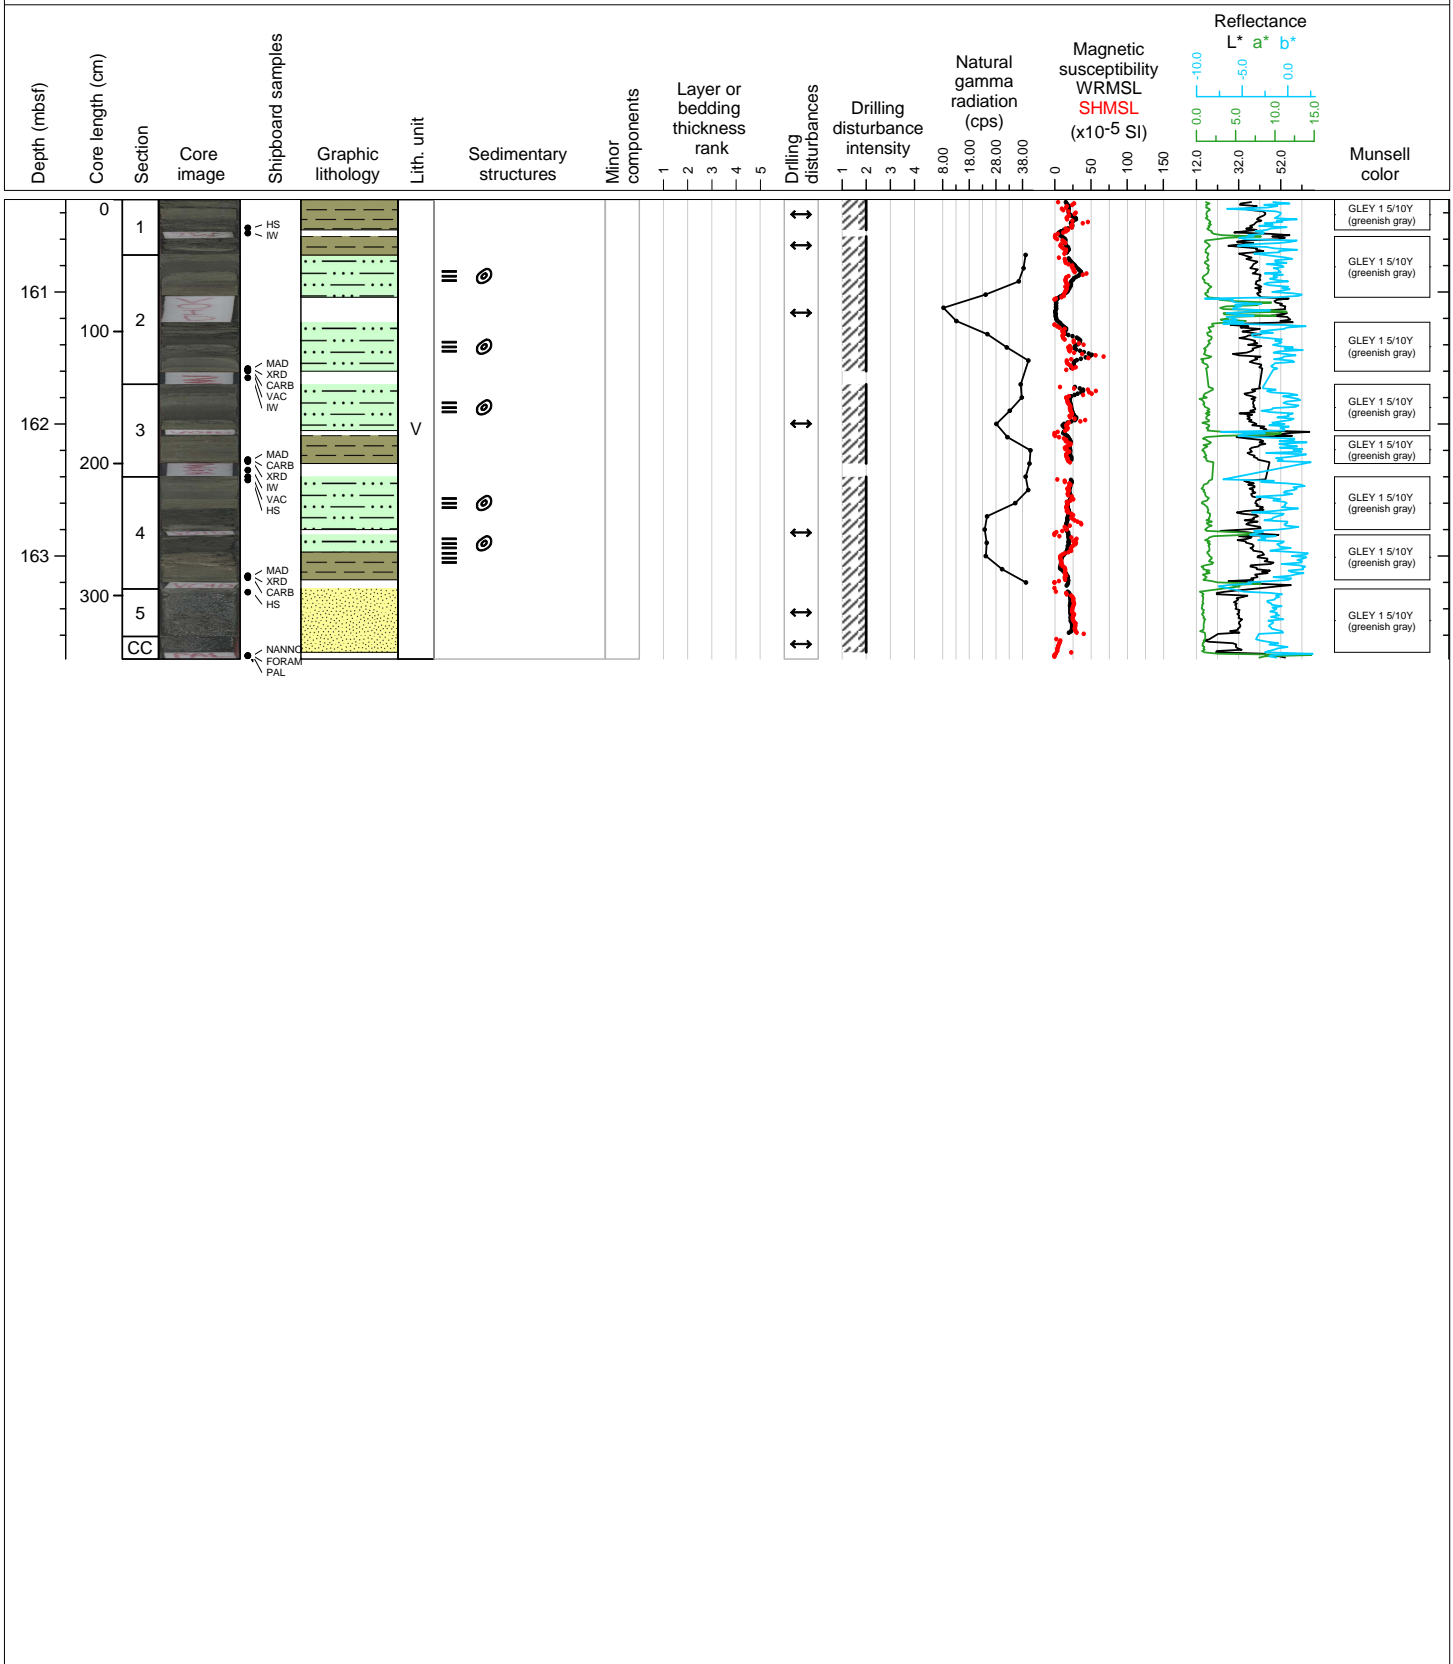 Depth (mbsf)
Core length (cm)
Section
Core
image
Shipboard samples
Graphic
lithology
Lith. unit
Sedimentary
structures
Minor
components
Layer or
bedding
thickness
rank
1 2 3 4 5
Drilling
disturbances
Drilling
disturbance
intensity
1 2 3 4
Natural
gamma
radiation
(cps)
8.00 18.00 28.00 38.00
Magnetic
susceptibility
WRMSL
SHMSL
(x10-5 SI)
0 50 100 150
Reflectance
L* a* b*
-10.0 -5.0 0.0
0.0 5.0 10.0 15.0
12.0 32.0 52.0
Munsell
color
161
162
163
0
100
200
300
1
2
3
4
5
CC
HS
IW
MAD
XRD
CARB
VAC
IW
MAD
CARB
XRD
IW
VAC
HS
MAD
XRD
CARB
HS
NANNO
FORAM
PAL
V
GLEY 1 5/10Y
(greenish gray)
GLEY 1 5/10Y
(greenish gray)
GLEY 1 5/10Y
(greenish gray)
GLEY 1 5/10Y
(greenish gray)
GLEY 1 5/10Y
(greenish gray)
GLEY 1 5/10Y
(greenish gray)
GLEY 1 5/10Y
(greenish gray)
GLEY 1 5/10Y
(greenish gray)